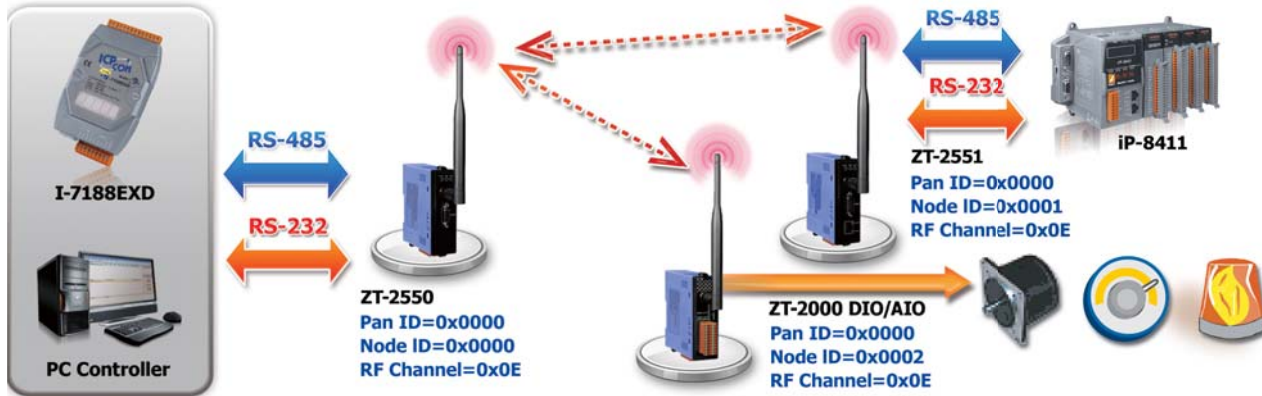 ICP CON
I-7188EXD
PC Controller
RS-485
RS-232
ZT-2550
Pan ID=0x0000
Node ID=0x0000
RF Channel=0x0E
RS-485
RS-232
ZT-2551
Pan ID=0x0000
Node ID=0x0001
RF Channel=0x0E
iP-8411
ZT-2000 DIO/AIO
Pan ID=0x0000
Node ID=0x0002
RF Channel=0x0E